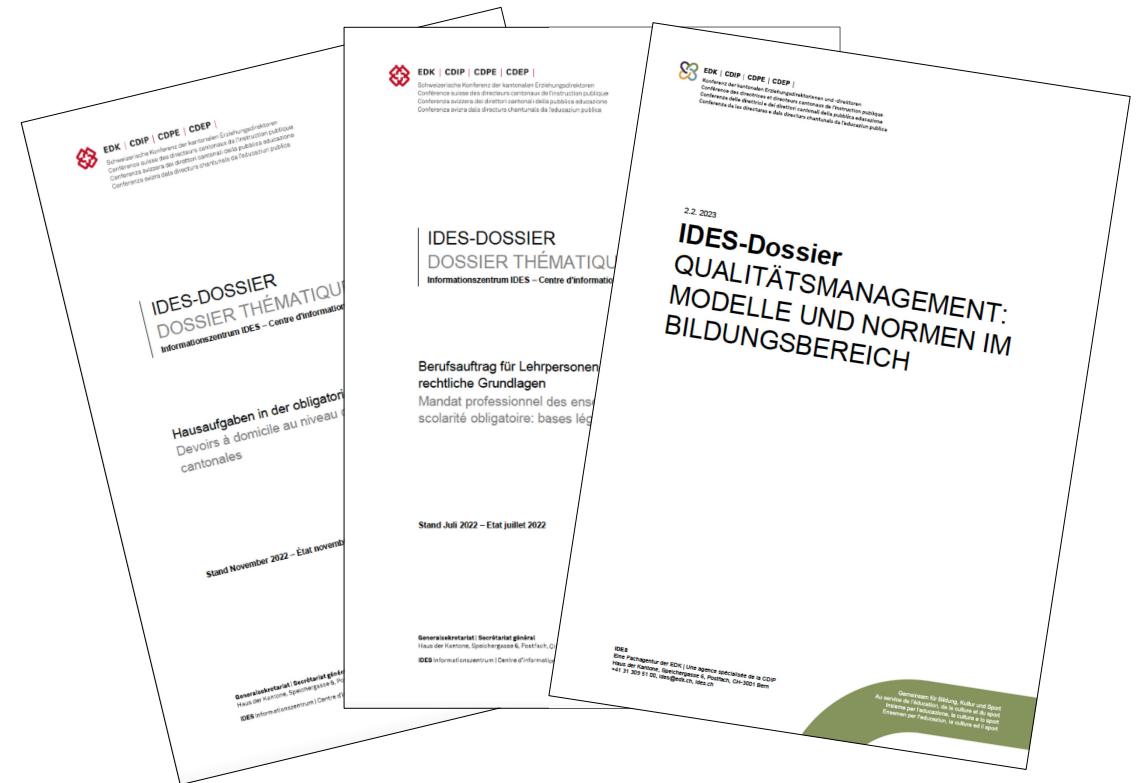 EDK | CDIP | CDPE | CDEP |
Schweizerische Konferenz der kantonalen Erziehungsdirektoren
Conférence suisse des directeurs cantonaux de l'instruction publique
Conferenza svizzera dei direttori cantonali della pubblica educazione
Conferenza svizra dals directurs chantunals da l'educaziun publica
IDES-DOSSIER
DOSSIER THÉMATIQU
Informationszentrum IDES – Centre d'information
Hausaufgaben in der obligatori
Devoirs à domicile au niveau
cantonales
Stand November 2022 – État novemb
Generalsekretariat | Secrétariat
Haus der Kantone, Speichergasse 6,
IDES Informationszentrum | Centre
EDK | CDIP | CDPE | CDEP |
Schweizerische Konferenz der kantonalen Erziehungsdirektoren
Conférence suisse des directeurs cantonaux de l'instruction publique
Conferenza svizzera dei direttori cantonali della pubblica educazione
Conferenza svizra dals directurs chantunals da l'educaziun publica
IDES-DOSSIER
DOSSIER THÉMATIQU
Informationszentrum IDES – Centre d'informatio
Berufsauftrag für Lehrpersonen
rechtliche Grundlagen
Mandat professionnel des ense
scolarité obligatoire: bases lég
Stand Juli 2022 – Etat juillet 2022
Generalsekretariat | Secrétariat général
Haus der Kantone, Speichergasse 6, Postfach,
IDES Informationszentrum | Centre d'informatio
EDK | CDIP | CDPE | CDEP |
Konferenz der kantonalen Erziehungsdirektorinnen und -direktoren
Conférence des directrices et directeurs cantonaux de l'instruction publique
Conferenza delle direttrici e dei direttori cantonali della pubblica educazione
Conferenza da las directuras e dals directurs chantunals da l'educaziun publica
2.2. 2023
IDES-Dossier
QUALITÄTSMANAGEMENT:
MODELLE UND NORMEN IM
BILDUNGSBEREICH
IDES
Eine Fachagentur der EDK | Une agence spécialisée de la CDIP
Haus der Kantone, Speichergasse 6, Postfach, CH-3001 Bern
+41 31 309 51 00, ides@edk.ch, ides.ch
Gemeinsam für Bildung, Kultur und Sport
Au service de l'éducation, de la culture et du sport
Insieme per l'educazione, la cultura e lo sport
Ensemen per l'educaziun, la cultura ed il sport